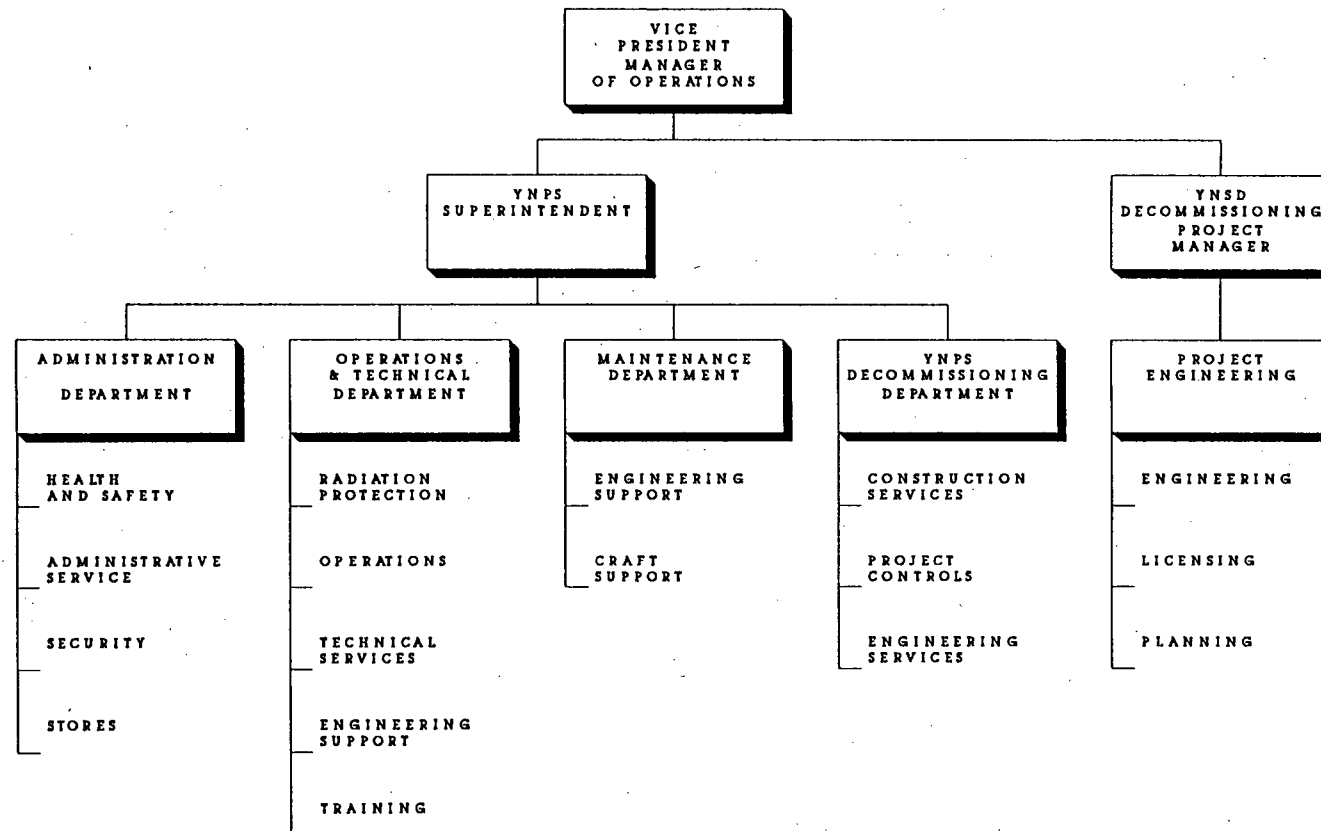 VICE
PRESIDENT
MANAGER
OF OPERATIONS
YNPS
SUPERINTENDENT
YNSD
DECOMMISSIONING
PROJECT
MANAGER
ADMINISTRATION
DEPARTMENT
OPERATIONS
& TECHNICAL
DEPARTMENT
MAINTENANCE
DEPARTMENT
YNPS
DECOMMISSIONING
DEPARTMENT
PROJECT
ENGINEERING
HEALTH
AND SAFETY
ADMINISTRATIVE
SERVICE
SECURITY
STORES
RADIATION
PROTECTION
OPERATIONS
TECHNICAL
SERVICES
ENGINEERING
SUPPORT
TRAINING
ENGINEERING
SUPPORT
CRAFT
SUPPORT
CONSTRUCTION
SERVICES
PROJECT
CONTROLS
ENGINEERING
SERVICES
ENGINEERING
LICENSING
PLANNING